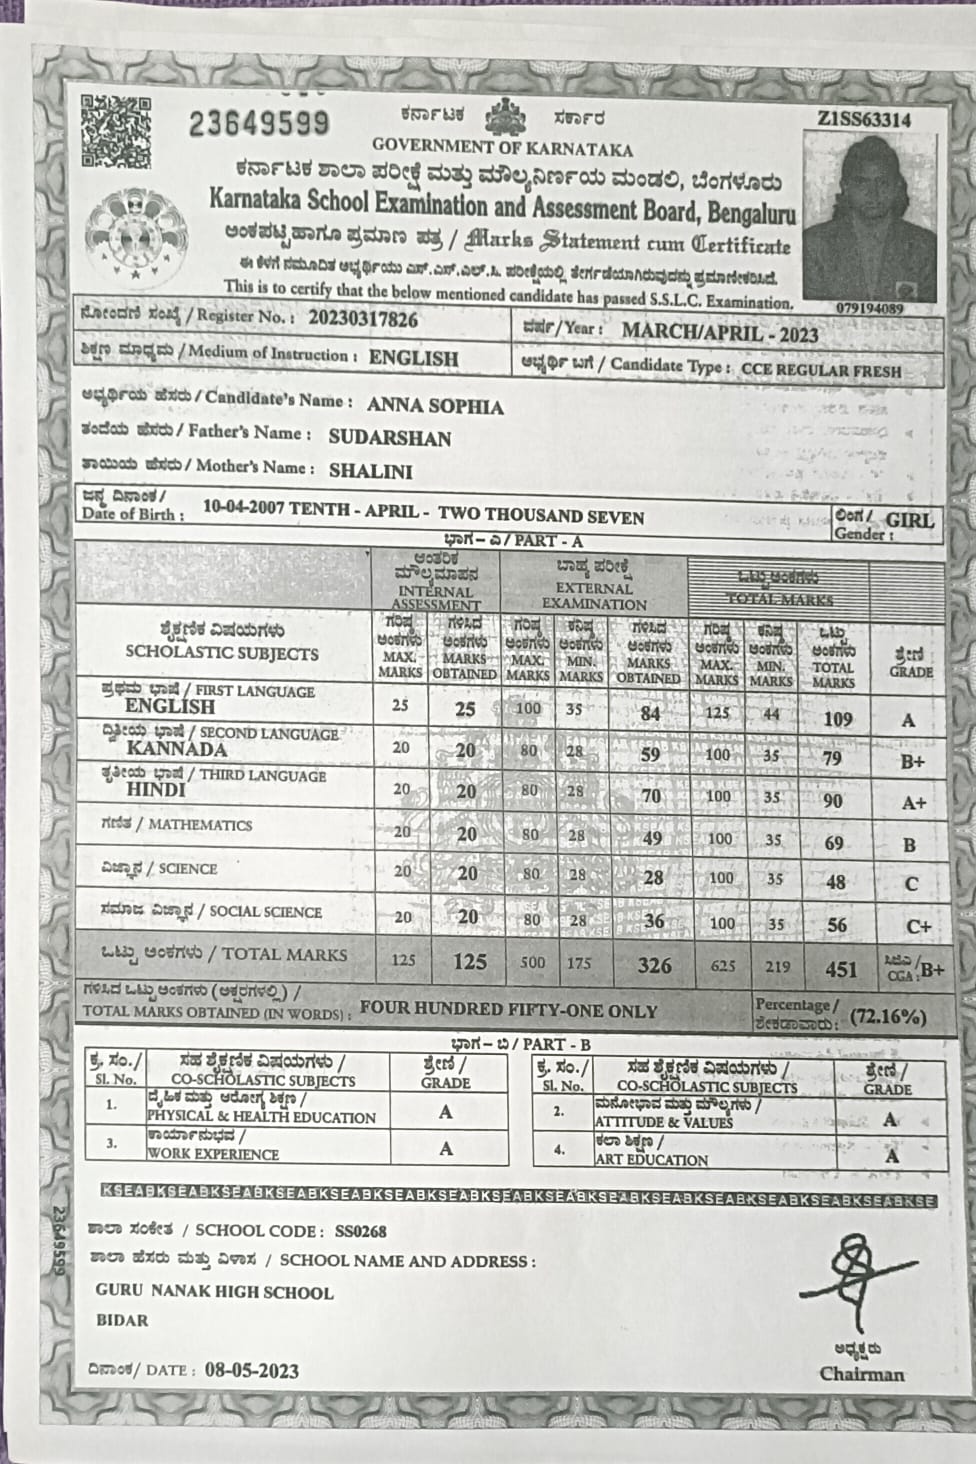 23649599
ಕರ್ನಾಟಕ ಸರ್ಕಾರ
Z1SS63314
GOVERNMENT OF KARNATAKA
ಕರ್ನಾಟಕ ಶಾಲಾ ಪರೀಕ್ಷೆ ಮತ್ತು ಮೌಲ್ಯನಿರ್ಣಯ ಮಂಡಲಿ, ಬೆಂಗಳೂರು
Karnataka School Examination and Assessment Board, Bengaluru
ಅಂಕಪಟ್ಟಿ ಹಾಗೂ ಪ್ರಮಾಣ ಪತ್ರ / Marks Statement cum Certificate
ಈ ಕೆಳಗೆ ನಮೂದಿತ ಅಭ್ಯರ್ಥಿಯು ಎಸ್.ಎಸ್.ಎಲ್.ಸಿ. ಪರೀಕ್ಷೆಯಲ್ಲಿ ತೇರ್ಗಡೆಯಾಗಿರುವುದನ್ನು ಪ್ರಮಾಣೀಕರಿಸಿದೆ.
This is to certify that the below mentioned candidate has passed S.S.L.C. Examination.
079194089
ನೋಂದಣಿ ಸಂಖ್ಯೆ / Register No. : 20230317826
ವರ್ಷ / Year : MARCH/APRIL - 2023
ಶಿಕ್ಷಣ ಮಾಧ್ಯಮ / Medium of Instruction : ENGLISH
ಅಭ್ಯರ್ಥಿ ಬಗೆ / Candidate Type : CCE REGULAR FRESH
ಅಭ್ಯರ್ಥಿಯ ಹೆಸರು / Candidate's Name : ANNA SOPHIA
ತಂದೆಯ ಹೆಸರು / Father's Name : SUDARSHAN
ತಾಯಿಯ ಹೆಸರು / Mother's Name : SHALINI
ಜನ್ಮ ದಿನಾಂಕ /
Date of Birth : 10-04-2007 TENTH - APRIL - TWO THOUSAND SEVEN
ಲಿಂಗ /
Gender : GIRL
ಭಾಗ - ಎ / PART - A
ಆಂತರಿಕ ಮೌಲ್ಯಮಾಪನ INTERNAL ASSESSMENT
ಬಾಹ್ಯ ಪರೀಕ್ಷೆ EXTERNAL EXAMINATION
ಒಟ್ಟು ಅಂಕಗಳು TOTAL MARKS
ಶೈಕ್ಷಣಿಕ ವಿಷಯಗಳು SCHOLASTIC SUBJECTS
ಗರಿಷ್ಠ ಅಂಕಗಳು MAX. MARKS
ಗಳಿಸಿದ ಅಂಕಗಳು MARKS OBTAINED
ಗರಿಷ್ಠ ಅಂಕಗಳು MAX. MARKS
ಕನಿಷ್ಠ ಅಂಕಗಳು MIN. MARKS
ಗಳಿಸಿದ ಅಂಕಗಳು MARKS OBTAINED
ಗರಿಷ್ಠ ಅಂಕಗಳು MAX. MARKS
ಕನಿಷ್ಠ ಅಂಕಗಳು MIN. MARKS
ಒಟ್ಟು ಅಂಕಗಳು TOTAL MARKS
ಶ್ರೇಣಿ GRADE
ಪ್ರಥಮ ಭಾಷೆ / FIRST LANGUAGE
ENGLISH 25 25 100 35 84 125 44 109 A
ದ್ವಿತೀಯ ಭಾಷೆ / SECOND LANGUAGE
KANNADA 20 20 80 28 59 100 35 79 B+
ತೃತೀಯ ಭಾಷೆ / THIRD LANGUAGE
HINDI 20 20 80 28 70 100 35 90 A+
ಗಣಿತ / MATHEMATICS 20 20 80 28 49 100 35 69 B
ವಿಜ್ಞಾನ / SCIENCE 20 20 80 28 28 100 35 48 C
ಸಮಾಜ ವಿಜ್ಞಾನ / SOCIAL SCIENCE 20 20 80 28 36 100 35 56 C+
ಒಟ್ಟು ಅಂಕಗಳು / TOTAL MARKS 125 125 500 175 326 625 219 451 ಸಿಜಿಎ / CGA : B+
ಗಳಿಸಿದ ಒಟ್ಟು ಅಂಕಗಳು (ಅಕ್ಷರಗಳಲ್ಲಿ) /
TOTAL MARKS OBTAINED (IN WORDS) : FOUR HUNDRED FIFTY-ONE ONLY
Percentage /
ಶೇಕಡಾವಾರು: (72.16%)
ಭಾಗ - ಬಿ / PART - B
ಕ್ರ. ಸಂ./ Sl. No.
ಸಹ ಶೈಕ್ಷಣಿಕ ವಿಷಯಗಳು / CO-SCHOLASTIC SUBJECTS
ಶ್ರೇಣಿ / GRADE
ಕ್ರ. ಸಂ./ Sl. No.
ಸಹ ಶೈಕ್ಷಣಿಕ ವಿಷಯಗಳು / CO-SCHOLASTIC SUBJECTS
ಶ್ರೇಣಿ / GRADE
1. ದೈಹಿಕ ಮತ್ತು ಆರೋಗ್ಯ ಶಿಕ್ಷಣ / PHYSICAL & HEALTH EDUCATION A
2. ಮನೋಭಾವ ಮತ್ತು ಮೌಲ್ಯಗಳು / ATTITUDE & VALUES A
3. ಕಾರ್ಯಾನುಭವ / WORK EXPERIENCE A
4. ಕಲಾ ಶಿಕ್ಷಣ / ART EDUCATION A
KSEABKSEABKSEABKSEABKSEABKSEABKSEABKSEABKSEABKSEABKSEABKSEABKSEABKSEABKSEABKSE
23649599
ಶಾಲಾ ಸಂಕೇತ / SCHOOL CODE : SS0268
ಶಾಲಾ ಹೆಸರು ಮತ್ತು ವಿಳಾಸ / SCHOOL NAME AND ADDRESS :
GURU NANAK HIGH SCHOOL
BIDAR
ದಿನಾಂಕ / DATE : 08-05-2023
ಅಧ್ಯಕ್ಷರು
Chairman